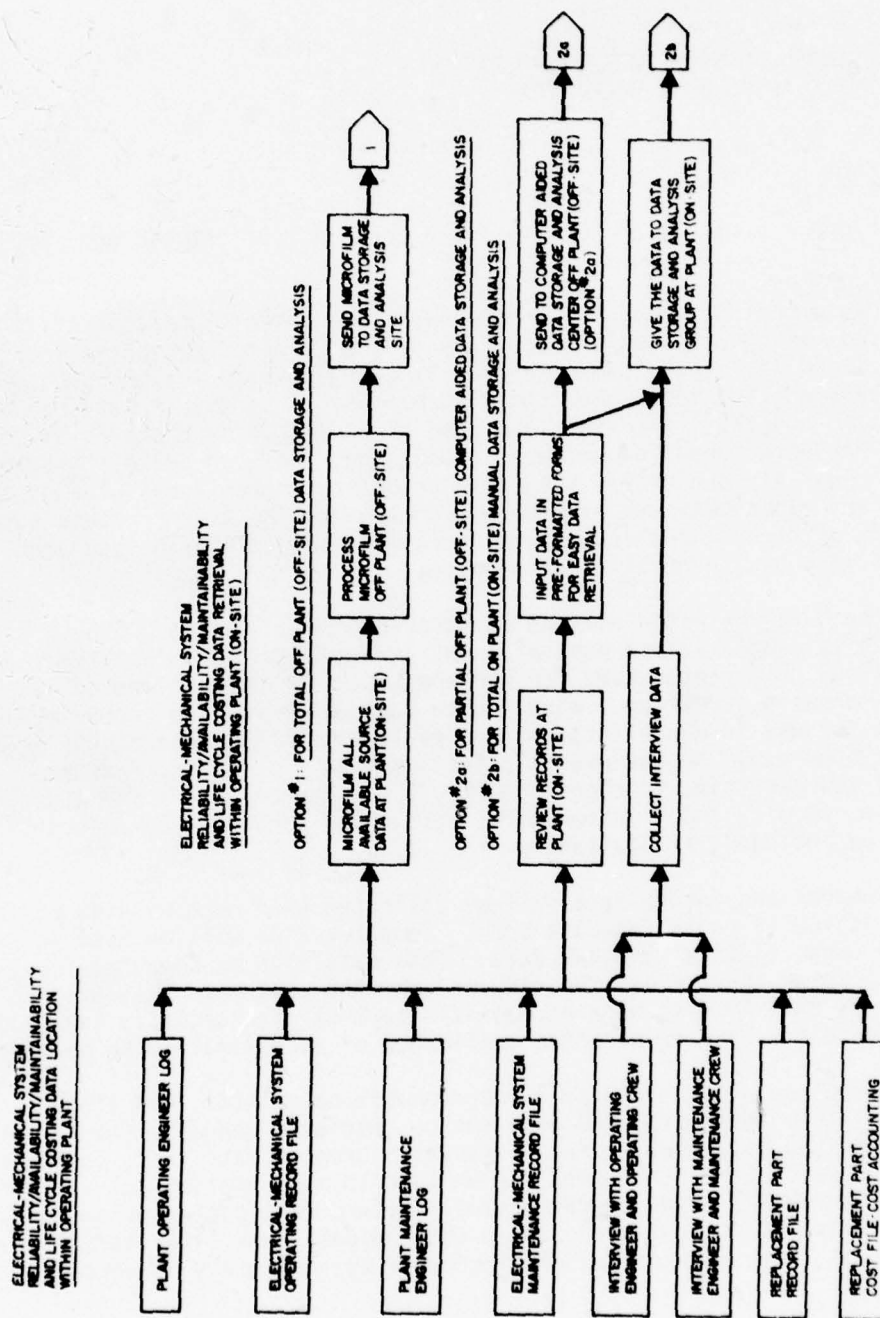 ELECTRICAL-MECHANICAL SYSTEM
RELIABILITY/AVAILABILITY/MAINTAINABILITY
AND LIFE CYCLE COSTING DATA LOCATION
WITHIN OPERATING PLANT
PLANT OPERATING ENGINEER LOG
ELECTRICAL-MECHANICAL SYSTEM
OPERATING RECORD FILE
PLANT MAINTENANCE
ENGINEER LOG
ELECTRICAL-MECHANICAL SYSTEM
MAINTENANCE RECORD FILE
INTERVIEW WITH OPERATING
ENGINEER AND OPERATING CREW
INTERVIEW WITH MAINTENANCE
ENGINEER AND MAINTENANCE CREW
REPLACEMENT PART
RECORD FILE
REPLACEMENT PART
COST FILE-COST ACCOUNTING
ELECTRICAL-MECHANICAL SYSTEM
RELIABILITY/AVAILABILITY/MAINTAINABILITY
AND LIFE CYCLE COSTING DATA RETRIEVAL
WITHIN OPERATING PLANT (ON-SITE)
OPTION #1: FOR TOTAL OFF PLANT (OFF-SITE) DATA STORAGE AND ANALYSIS
MICROFILM ALL
AVAILABLE SOURCE
DATA AT PLANT(ON-SITE)
PROCESS
MICROFILM
OFF PLANT (OFF-SITE)
SEND MICROFILM
TO DATA STORAGE
AND ANALYSIS
SITE
1
OPTION #2a: FOR PARTIAL OFF PLANT (OFF-SITE) COMPUTER AIDED DATA STORAGE AND ANALYSIS
OPTION #2b: FOR TOTAL ON PLANT(ON-SITE) MANUAL DATA STORAGE AND ANALYSIS
REVIEW RECORDS AT
PLANT (ON-SITE)
INPUT DATA IN
PRE-FORMATTED FORMS
FOR EASY DATA
RETRIEVAL
SEND TO COMPUTER AIDED
DATA STORAGE AND ANALYSIS
CENTER OFF PLANT(OFF-SITE)
(OPTION #2a)
2a
COLLECT INTERVIEW DATA
GIVE THE DATA TO DATA
STORAGE AND ANALYSIS
GROUP AT PLANT (ON-SITE)
2b